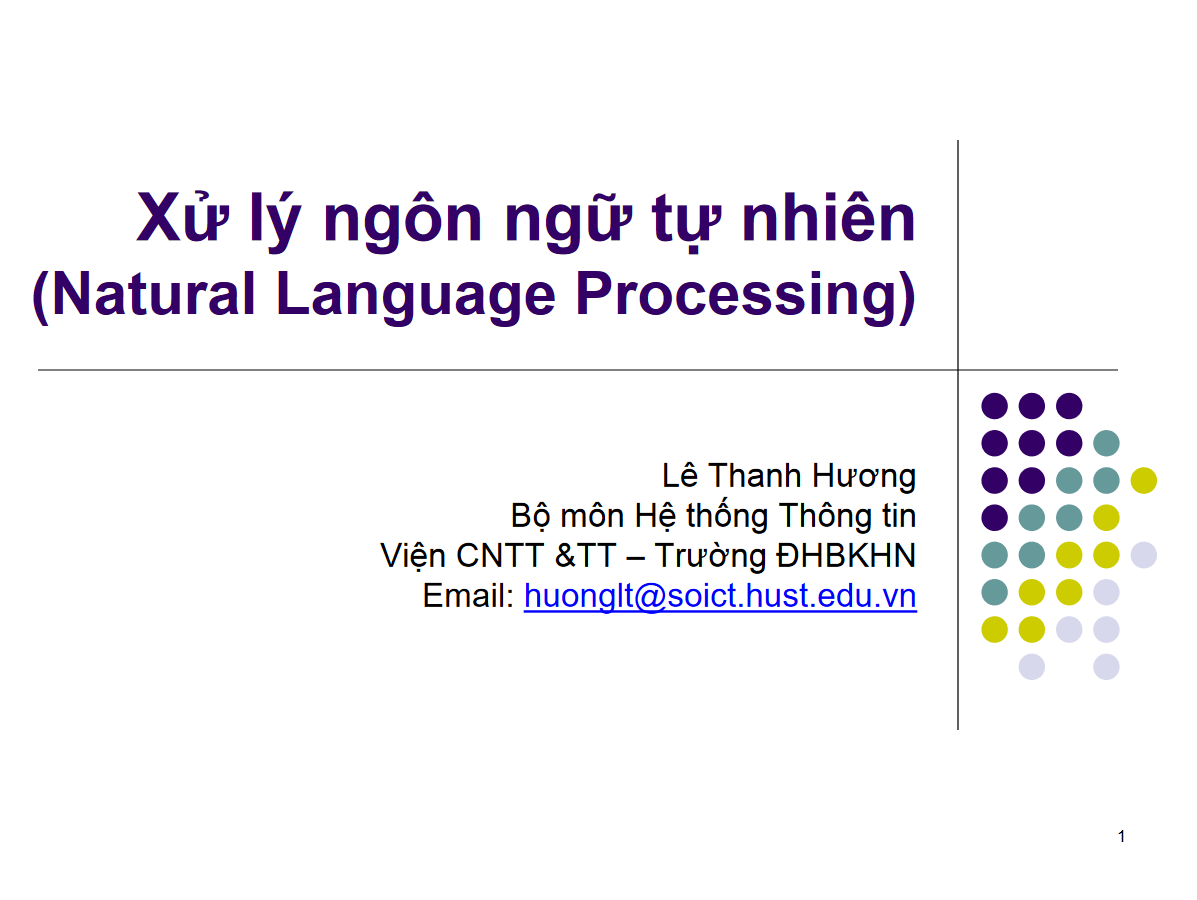 Xử lý ngôn ngữ tự nhiên
(Natural Language Processing)
Lê Thanh Hương
Bộ môn Hệ thống Thông tin
Viện CNTT &TT – Trường ĐHBKHN
Email: huonglt@soict.hust.edu.vn
1